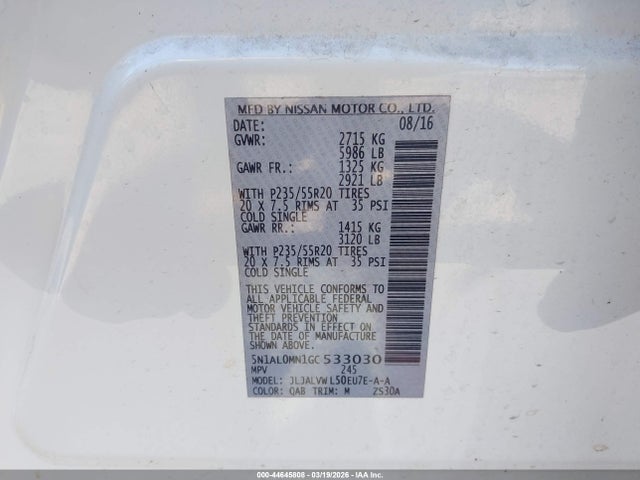 MFD BY NISSAN MOTOR CO., LTD.
DATE: 08/16
GVWR: 2715 KG
5986 LB
GAWR FR.: 1325 KG
2921 LB
WITH P235/55R20 TIRES
20 X 7.5 RIMS AT 35 PSI
COLD SINGLE
GAWR RR.: 1415 KG
3120 LB
WITH P235/55R20 TIRES
20 X 7.5 RIMS AT 35 PSI
COLD SINGLE
THIS VEHICLE CONFORMS TO
ALL APPLICABLE FEDERAL
MOTOR VEHICLE SAFETY AND
THEFT PREVENTION
STANDARDS IN EFFECT ON
THE DATE OF MANUFACTURE
SHOWN ABOVE.
5N1AL0MN1GC533030
MPV 245
MODEL: JLJALVWL50EU7E-A-A
COLOR: QAB TRIM: M ZS30A
000-44645808 - 03/19/2026 - IAA Inc.